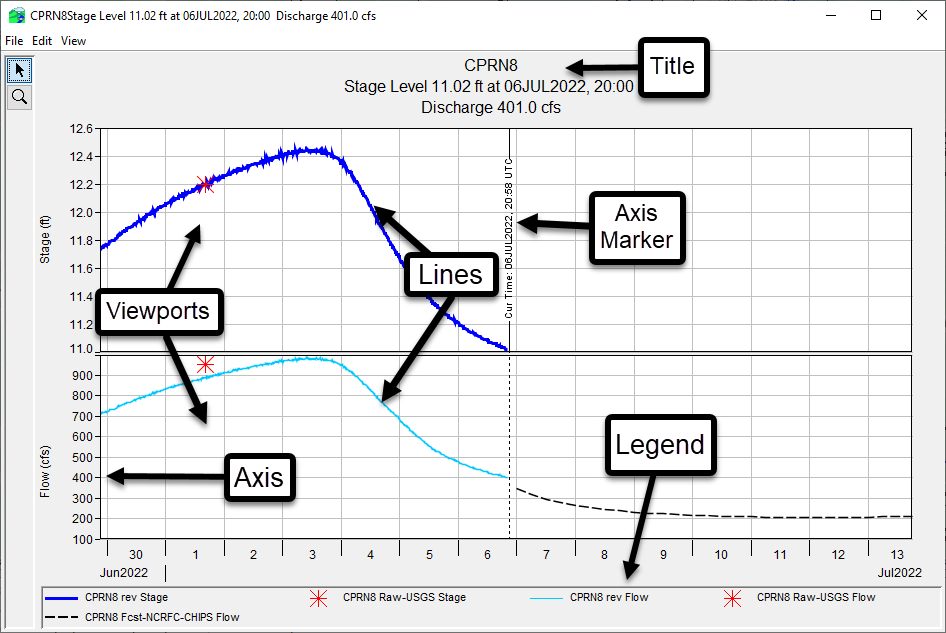 CPRN8Stage Level 11.02 ft at 06JUL2022, 20:00  Discharge 401.0 cfs
File Edit View
CPRN8
Stage Level 11.02 ft at 06JUL2022, 20:00
Discharge 401.0 cfs
Title
12.6
12.4
12.2
12.0
11.8
11.6
11.4
11.2
11.0
Stage (ft)
Cur Time: 06JUL2022, 20:58 UTC
Axis
Marker
Lines
Viewports
900
800
700
600
500
400
300
200
100
Flow (cfs)
Axis
Legend
30 1 2 3 4 5 6 7 8 9 10 11 12 13
Jun2022 Jul2022
CPRN8 rev Stage CPRN8 Raw-USGS Stage CPRN8 rev Flow CPRN8 Raw-USGS Flow
CPRN8 Fcst-NCRFC-CHIPS Flow